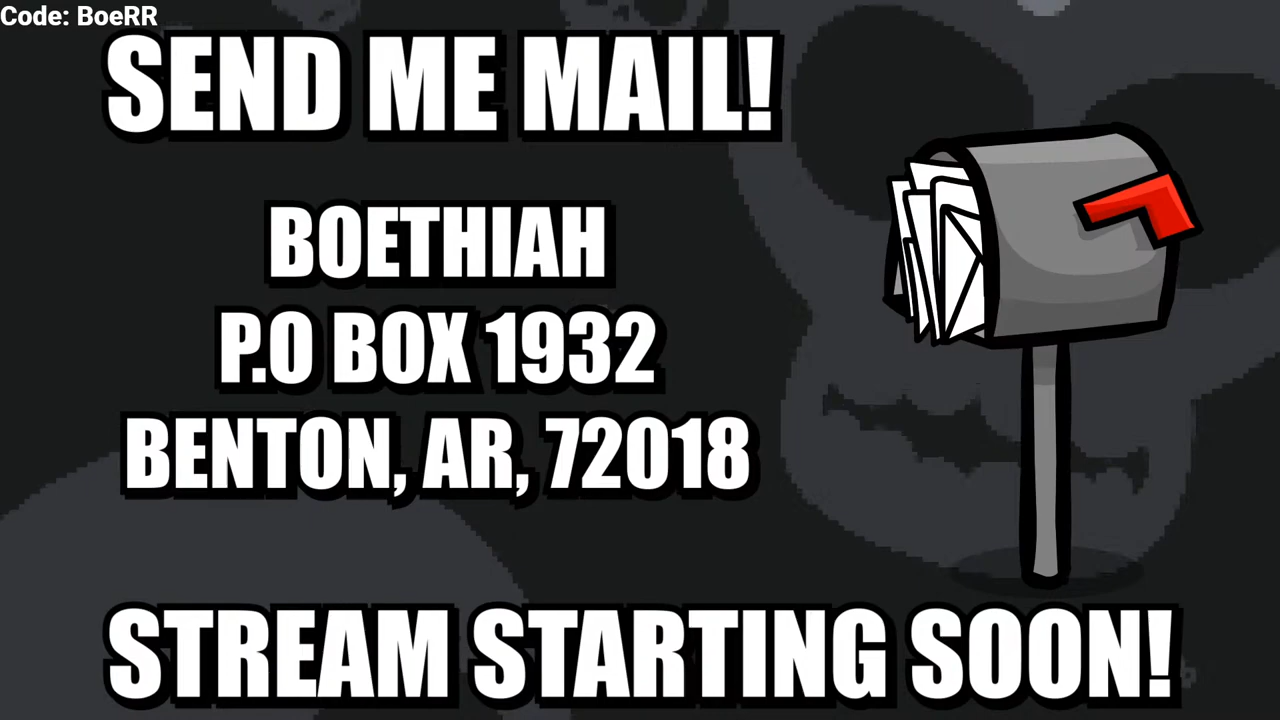 Code: BoeRR
SEND ME MAIL!
BOETHIAH
P.O BOX 1932
BENTON, AR, 72018
STREAM STARTING SOON!